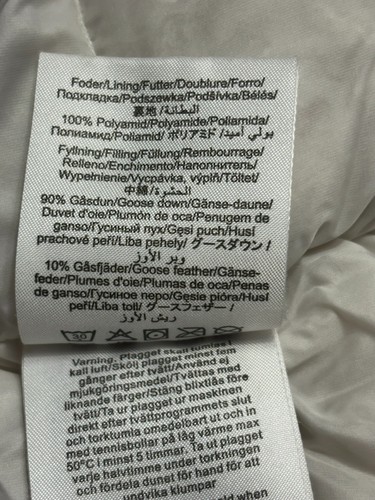 Foder/Lining/Futter/Doublure/Forro/
Подкладка/Podszewka/Podšívka/Bélés/
裏地/البطانة/
100% Polyamid/Polyamide/Poliamida/
Полиамид/Poliamid/ ポリアミド/بولي أميد/
Fyllning/Filling/Füllung/Rembourrage/
Relleno/Enchimento/Наполнитель/
Wypełnienie/Vycpávka, výplň/Töltet/
中綿/الحشوة/
90% Gåsdun/Goose down/Gänse-daune/
Duvet d'oie/Plumón de oca/Penugem de
ganso/Гусиный пух/Gęsi puch/Husí
prachové peří/Liba pehely/ グースダウン /
وبر الأوز
10% Gåsfjäder/Goose feather/Gänse-
feder/Plumes d'oie/Plumas de oca/Penas
de ganso/Гусиное перо/Gęsie pióra/Husí
peří/Liba toll/ グースフェザー /
ريش الأوز
30
Varning. Plagget skall tumlas i
kall luft/Skölj plagget minst fem
gånger efter tvätt/Använd ej
mjukgöringsmedel/Tvättas med
liknande färger/Stäng blixtlås före
tvätt/Ta ur plagget ur maskinen
direkt efter tvättprogrammets slut
och torktumla omedelbart ut och in
med tennisbollar på låg värme max
50°C i minst 5 timmar. Ta ut plagget
varje halvtimme under torkningen
och fördela dunet för hand för att
undvika klumpar